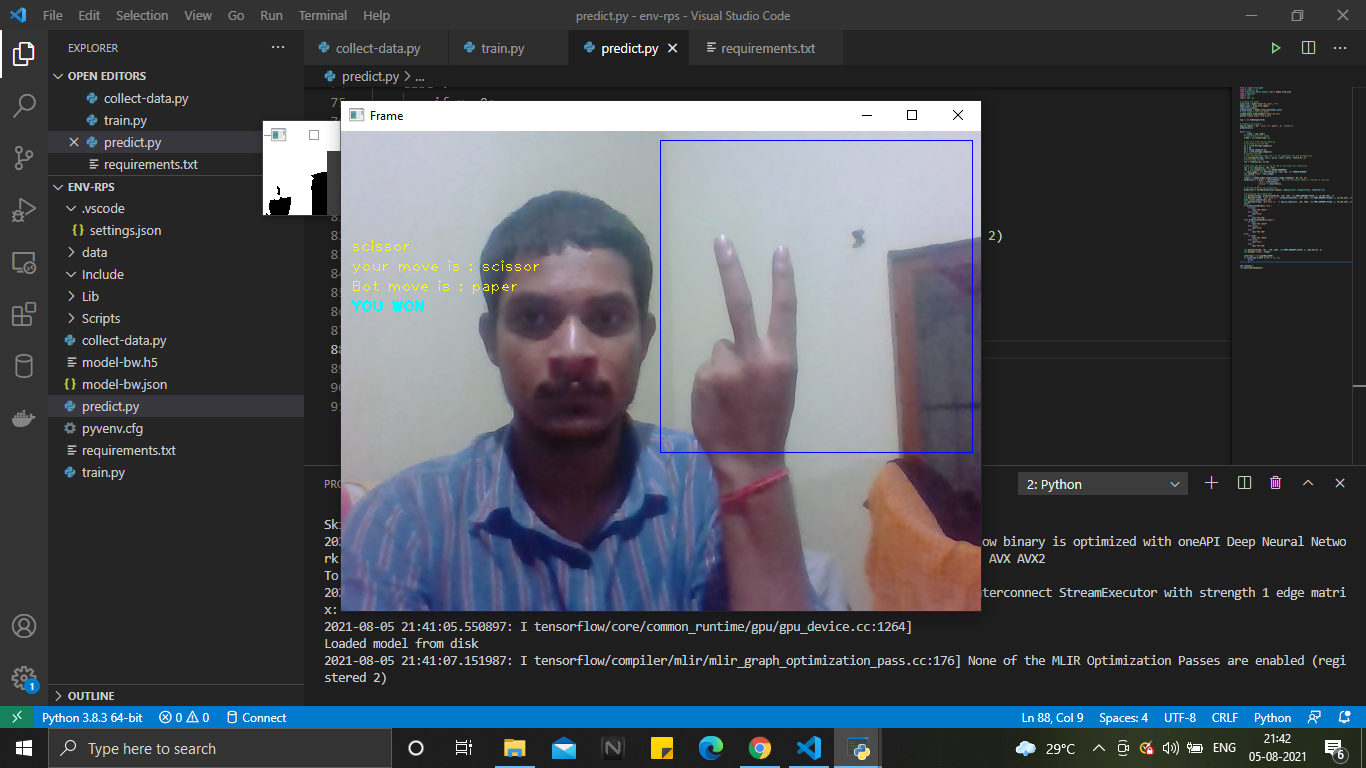 File Edit Selection View Go Run Terminal Help
predict.py - env-rps - Visual Studio Code
EXPLORER
OPEN EDITORS
collect-data.py
train.py
predict.py
requirements.txt
ENV-RPS
.vscode
{} settings.json
data
Include
Lib
Scripts
collect-data.py
model-bw.h5
{} model-bw.json
predict.py
pyvenv.cfg
requirements.txt
train.py
OUTLINE
collect-data.py train.py predict.py requirements.txt
predict.py > ...
75
Frame
scissor
your move is : scissor
Bot move is : paper
YOU WON
2)
88
2: Python
ow binary is optimized with oneAPI Deep Neural Netwo
rk
AVX AVX2
To
terconnect StreamExecutor with strength 1 edge matri
x:
2021-08-05 21:41:05.550897: I tensorflow/core/common_runtime/gpu/gpu_device.cc:1264]
Loaded model from disk
2021-08-05 21:41:07.151987: I tensorflow/compiler/mlir/mlir_graph_optimization_pass.cc:176] None of the MLIR Optimization Passes are enabled (regi
stered 2)
1
Python 3.8.3 64-bit 0 0 Connect
Ln 88, Col 9 Spaces: 4 UTF-8 CRLF Python
Type here to search
29°C ENG 21:42
05-08-2021
6